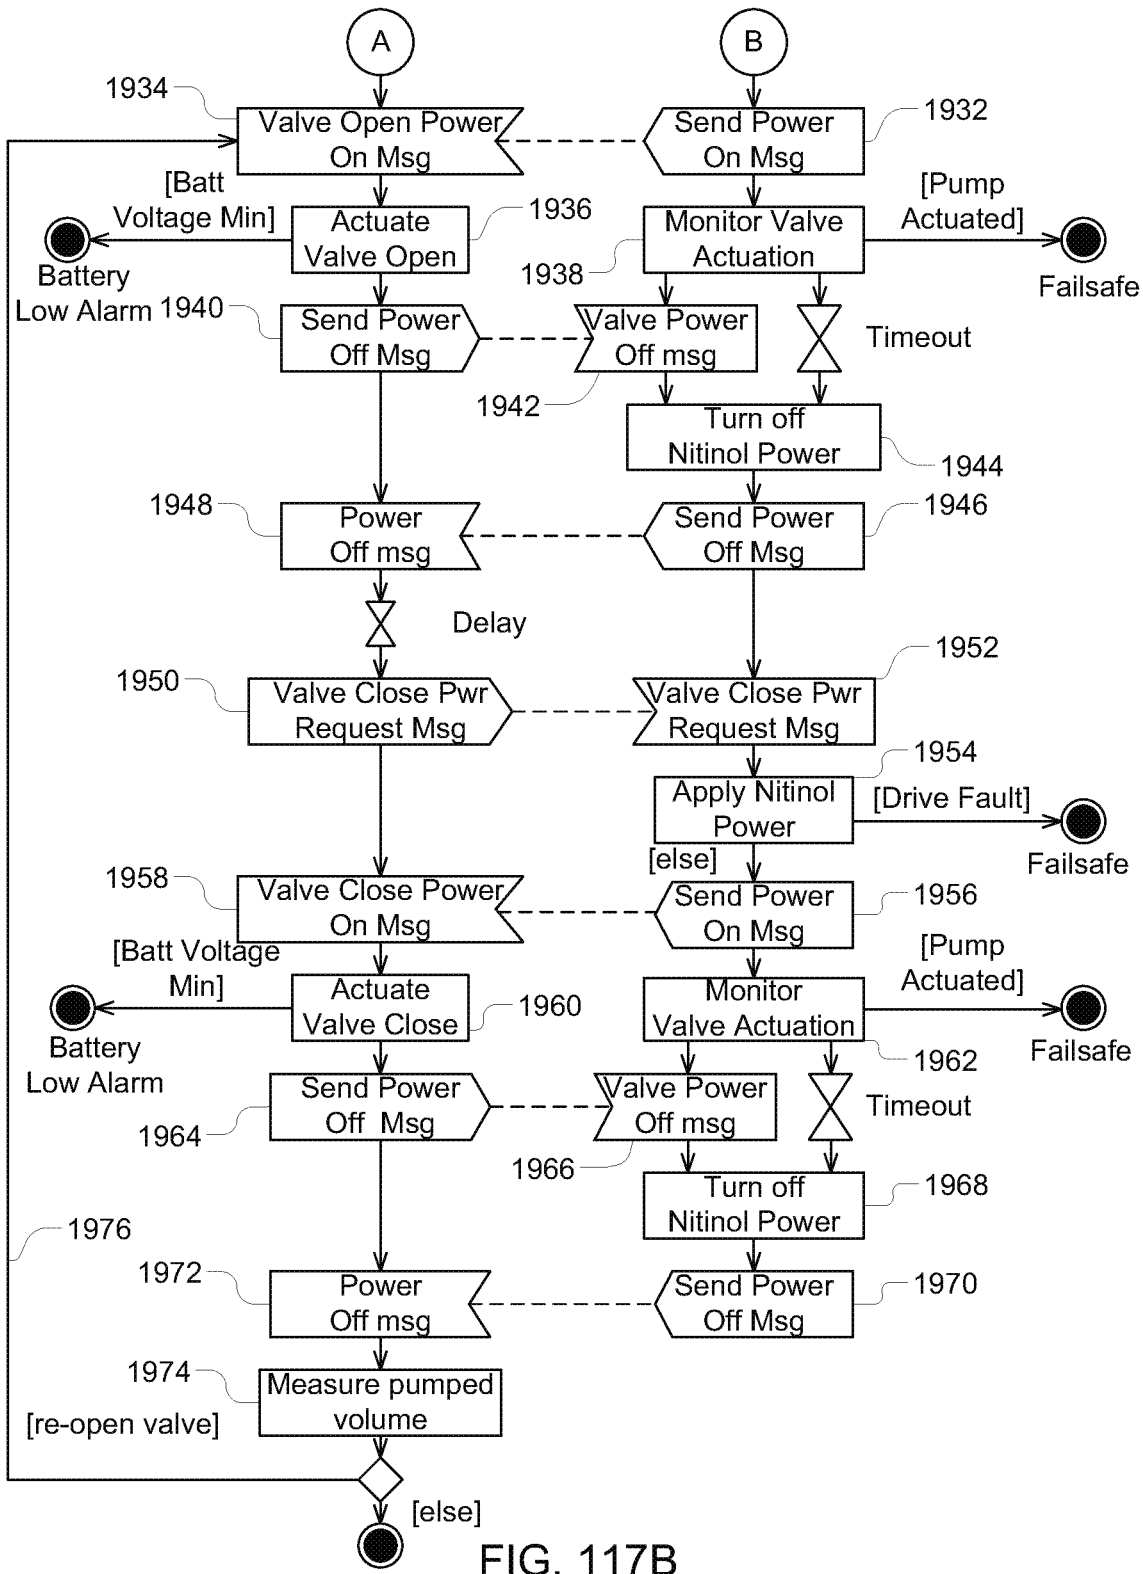 A
B
1934
Valve Open Power
On Msg
Send Power
On Msg
1932
[Batt
Voltage Min]
Actuate
Valve Open
1936
Monitor Valve
Actuation
1938
[Pump
Actuated]
Battery
Low Alarm
Failsafe
1940
Send Power
Off Msg
Valve Power
Off msg
1942
Timeout
Turn off
Nitinol Power
1944
1948
Power
Off msg
Send Power
Off Msg
1946
Delay
1950
Valve Close Pwr
Request Msg
Valve Close Pwr
Request Msg
1952
1954
Apply Nitinol
Power
[Drive Fault]
Failsafe
[else]
1958
Valve Close Power
On Msg
Send Power
On Msg
1956
[Batt Voltage
Min]
Actuate
Valve Close
1960
Monitor
Valve Actuation
1962
[Pump
Actuated]
Battery
Low Alarm
Failsafe
Send Power
Off  Msg
1964
Valve Power
Off msg
1966
Timeout
Turn off
Nitinol Power
1968
1976
1972
Power
Off msg
Send Power
Off Msg
1970
1974
Measure pumped
volume
[re-open valve]
[else]
FIG. 117B